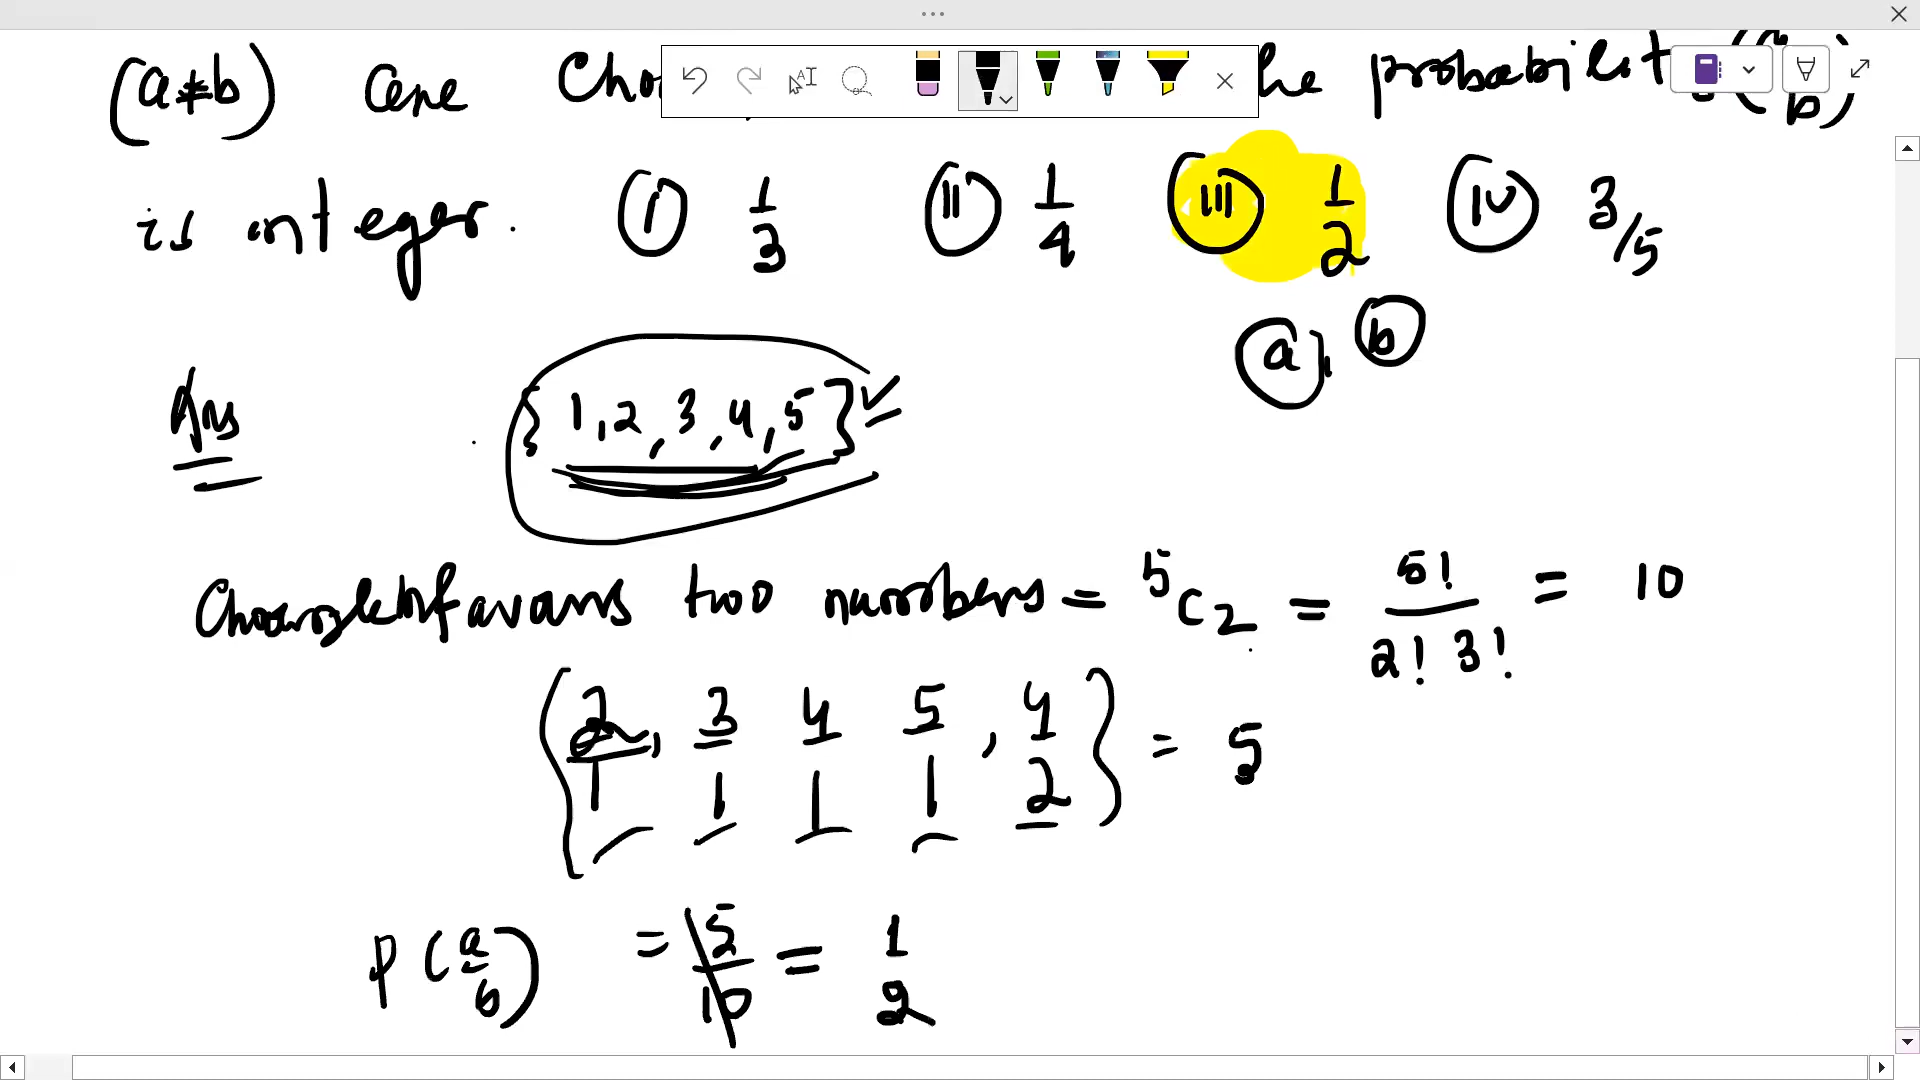 (a*b) are Cho he probabilit (a/b)
is integer. (i) 1/3 (ii) 1/4 (iii) 1/2 (iv) 3/5
a, b
Ans {1,2,3,4,5}
two numbers = ⁵C₂ = 5!/(2! 3!) = 10
{2/1, 3/1 4/1 5/1, 4/2} = 5
P(a/b) = 5/10 = 1/2